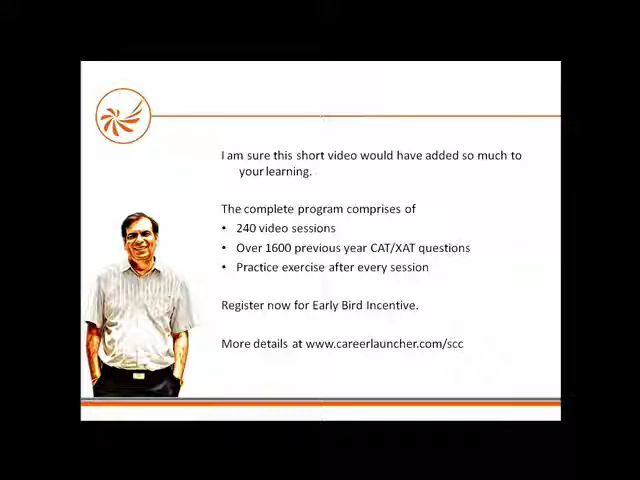 I am sure this short video would have added so much to
your learning.
The complete program comprises of
• 240 video sessions
• Over 1600 previous year CAT/XAT questions
• Practice exercise after every session
Register now for Early Bird Incentive.
More details at www.careerlauncher.com/scc